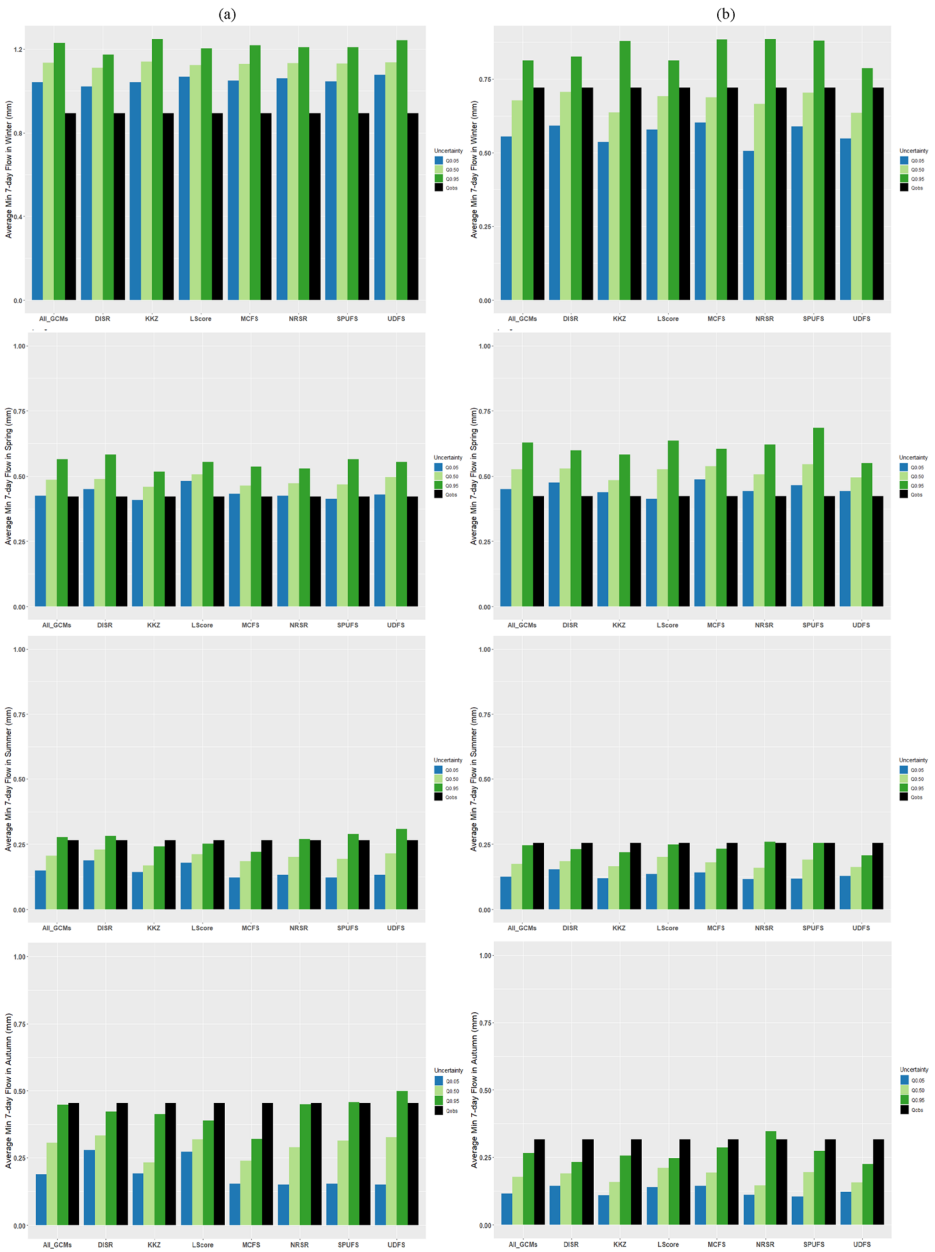 (a)
(b)
Average Min 7-day Flow in Winter (mm)
1.2
0.8
0.4
0.0
All_GCMs DISR KKZ LScore MCFS NRSR SPUFS UDFS
Uncertainty
Q0.05
Q0.50
Q0.95
Qobs
Average Min 7-day Flow in Winter (mm)
0.75
0.50
0.25
0.00
All_GCMs DISR KKZ LScore MCFS NRSR SPUFS UDFS
Uncertainty
Q0.05
Q0.50
Q0.95
Qobs
Average Min 7-day Flow in Spring (mm)
1.00
0.75
0.50
0.25
0.00
All_GCMs DISR KKZ LScore MCFS NRSR SPUFS UDFS
Uncertainty
Q0.05
Q0.50
Q0.95
Qobs
Average Min 7-day Flow in Spring (mm)
1.00
0.75
0.50
0.25
0.00
All_GCMs DISR KKZ LScore MCFS NRSR SPUFS UDFS
Uncertainty
Q0.05
Q0.50
Q0.95
Qobs
Average Min 7-day Flow in Summer (mm)
1.00
0.75
0.50
0.25
0.00
All_GCMs DISR KKZ LScore MCFS NRSR SPUFS UDFS
Uncertainty
Q0.05
Q0.50
Q0.95
Qobs
Average Min 7-day Flow in Summer (mm)
1.00
0.75
0.50
0.25
0.00
All_GCMs DISR KKZ LScore MCFS NRSR SPUFS UDFS
Uncertainty
Q0.05
Q0.50
Q0.95
Qobs
Average Min 7-day Flow in Autumn (mm)
1.00
0.75
0.50
0.25
0.00
All_GCMs DISR KKZ LScore MCFS NRSR SPUFS UDFS
Uncertainty
Q0.05
Q0.50
Q0.95
Qobs
Average Min 7-day Flow in Autumn (mm)
1.00
0.75
0.50
0.25
0.00
All_GCMs DISR KKZ LScore MCFS NRSR SPUFS UDFS
Uncertainty
Q0.05
Q0.50
Q0.95
Qobs